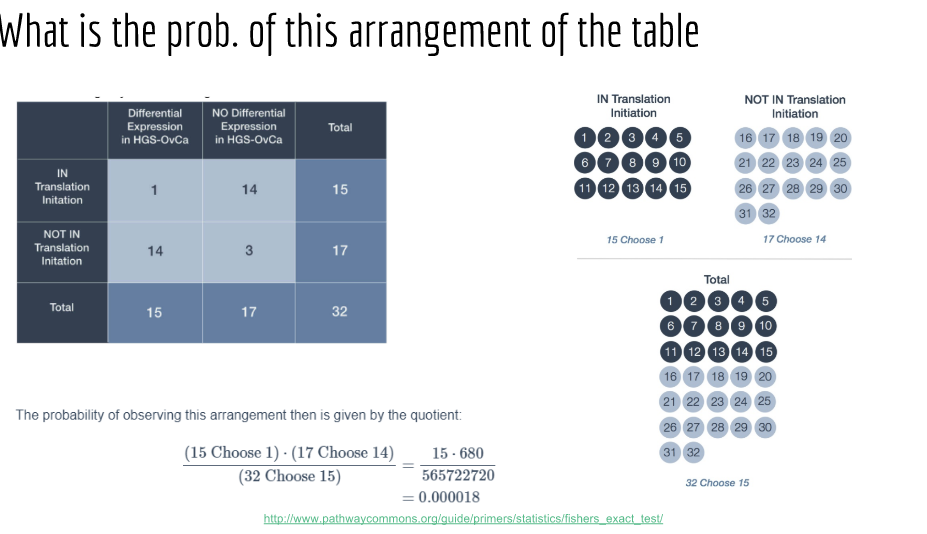 What is the prob. of this arrangement of the table
Differential
Expression
in HGS-OvCa
NO Differential
Expression
in HGS-OvCa
Total
IN
Translation
Initation
1
14
15
NOT IN
Translation
Initation
14
3
17
Total
15
17
32
IN Translation
Initiation
1 2 3 4 5
6 7 8 9 10
11 12 13 14 15
15 Choose 1
NOT IN Translation
Initiation
16 17 18 19 20
21 22 23 24 25
26 27 28 29 30
31 32
17 Choose 14
Total
1 2 3 4 5
6 7 8 9 10
11 12 13 14 15
16 17 18 19 20
21 22 23 24 25
26 27 28 29 30
31 32
32 Choose 15
The probability of observing this arrangement then is given by the quotient:
(15 Choose 1) · (17 Choose 14)
(32 Choose 15)
= 15 · 680
565722720
= 0.000018
http://www.pathwaycommons.org/guide/primers/statistics/fishers_exact_test/